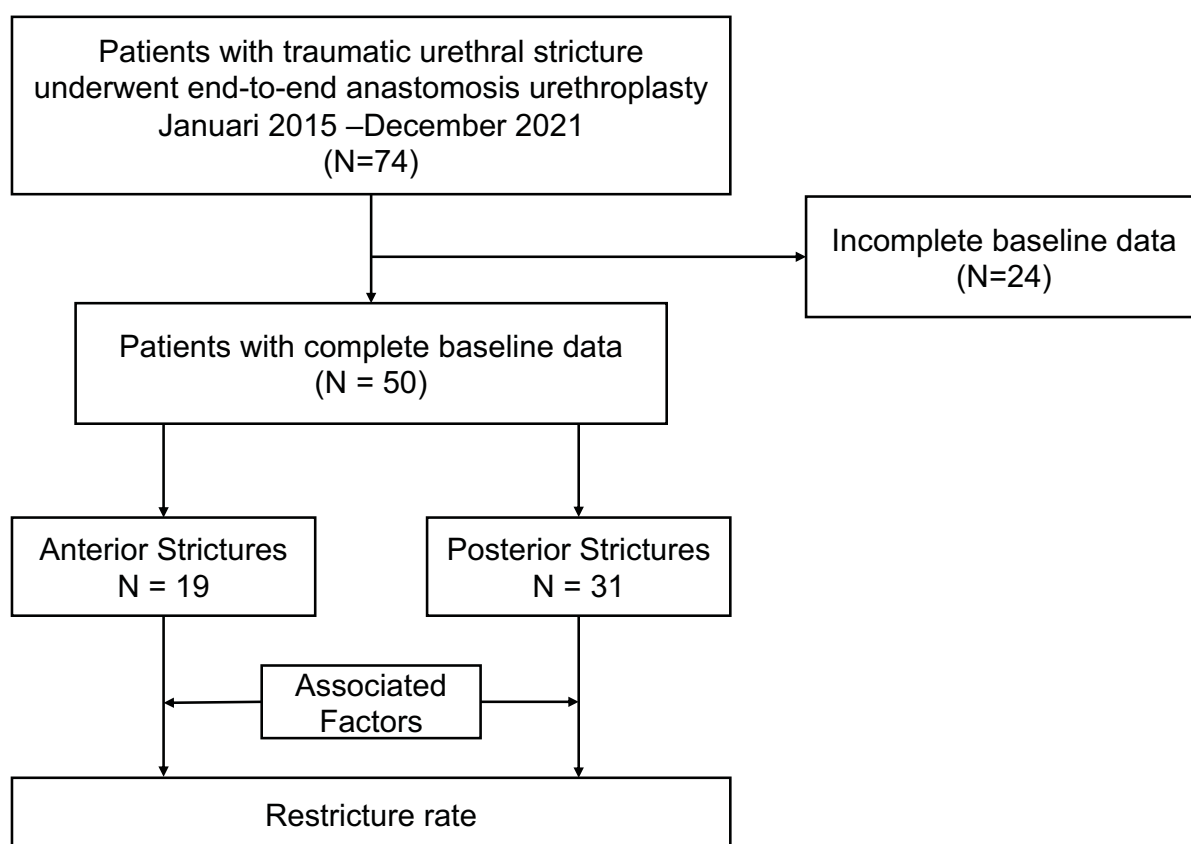 Patients with traumatic urethral stricture
underwent end-to-end anastomosis urethroplasty
Januari 2015 –December 2021
(N=74)
Incomplete baseline data
(N=24)
Patients with complete baseline data
(N = 50)
Anterior Strictures
N = 19
Posterior Strictures
N = 31
Associated
Factors
Restricture rate